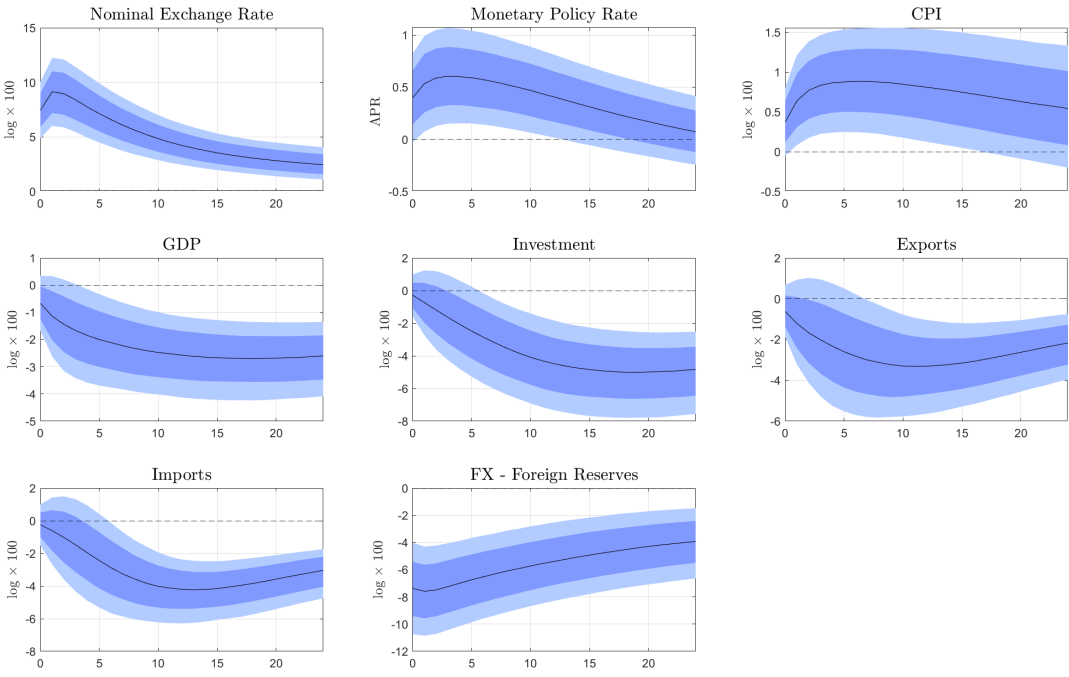 Nominal Exchange Rate
log × 100
15
10
5
0
0 5 10 15 20
Monetary Policy Rate
APR
1
0.5
0
-0.5
0 5 10 15 20
CPI
log × 100
1.5
1
0.5
0
-0.5
0 5 10 15 20
GDP
log × 100
1
0
-1
-2
-3
-4
-5
0 5 10 15 20
Investment
log × 100
2
0
-2
-4
-6
-8
0 5 10 15 20
Exports
log × 100
2
0
-2
-4
-6
0 5 10 15 20
Imports
log × 100
2
0
-2
-4
-6
-8
0 5 10 15 20
FX - Foreign Reserves
log × 100
0
-2
-4
-6
-8
-10
-12
0 5 10 15 20